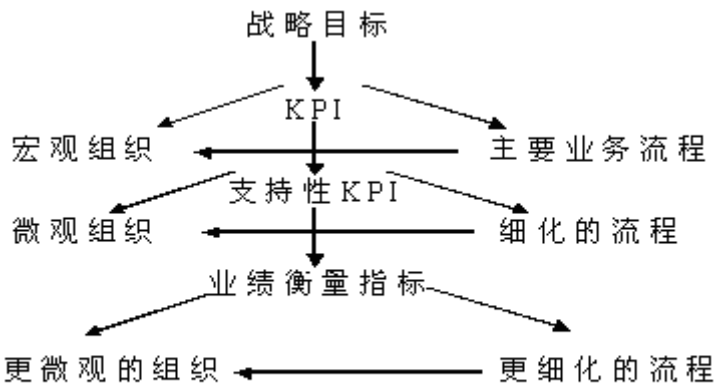 战略目标
KPI
宏观组织 主要业务流程
支持性KPI
微观组织 细化的流程
业绩衡量指标
更微观的组织 更细化的流程